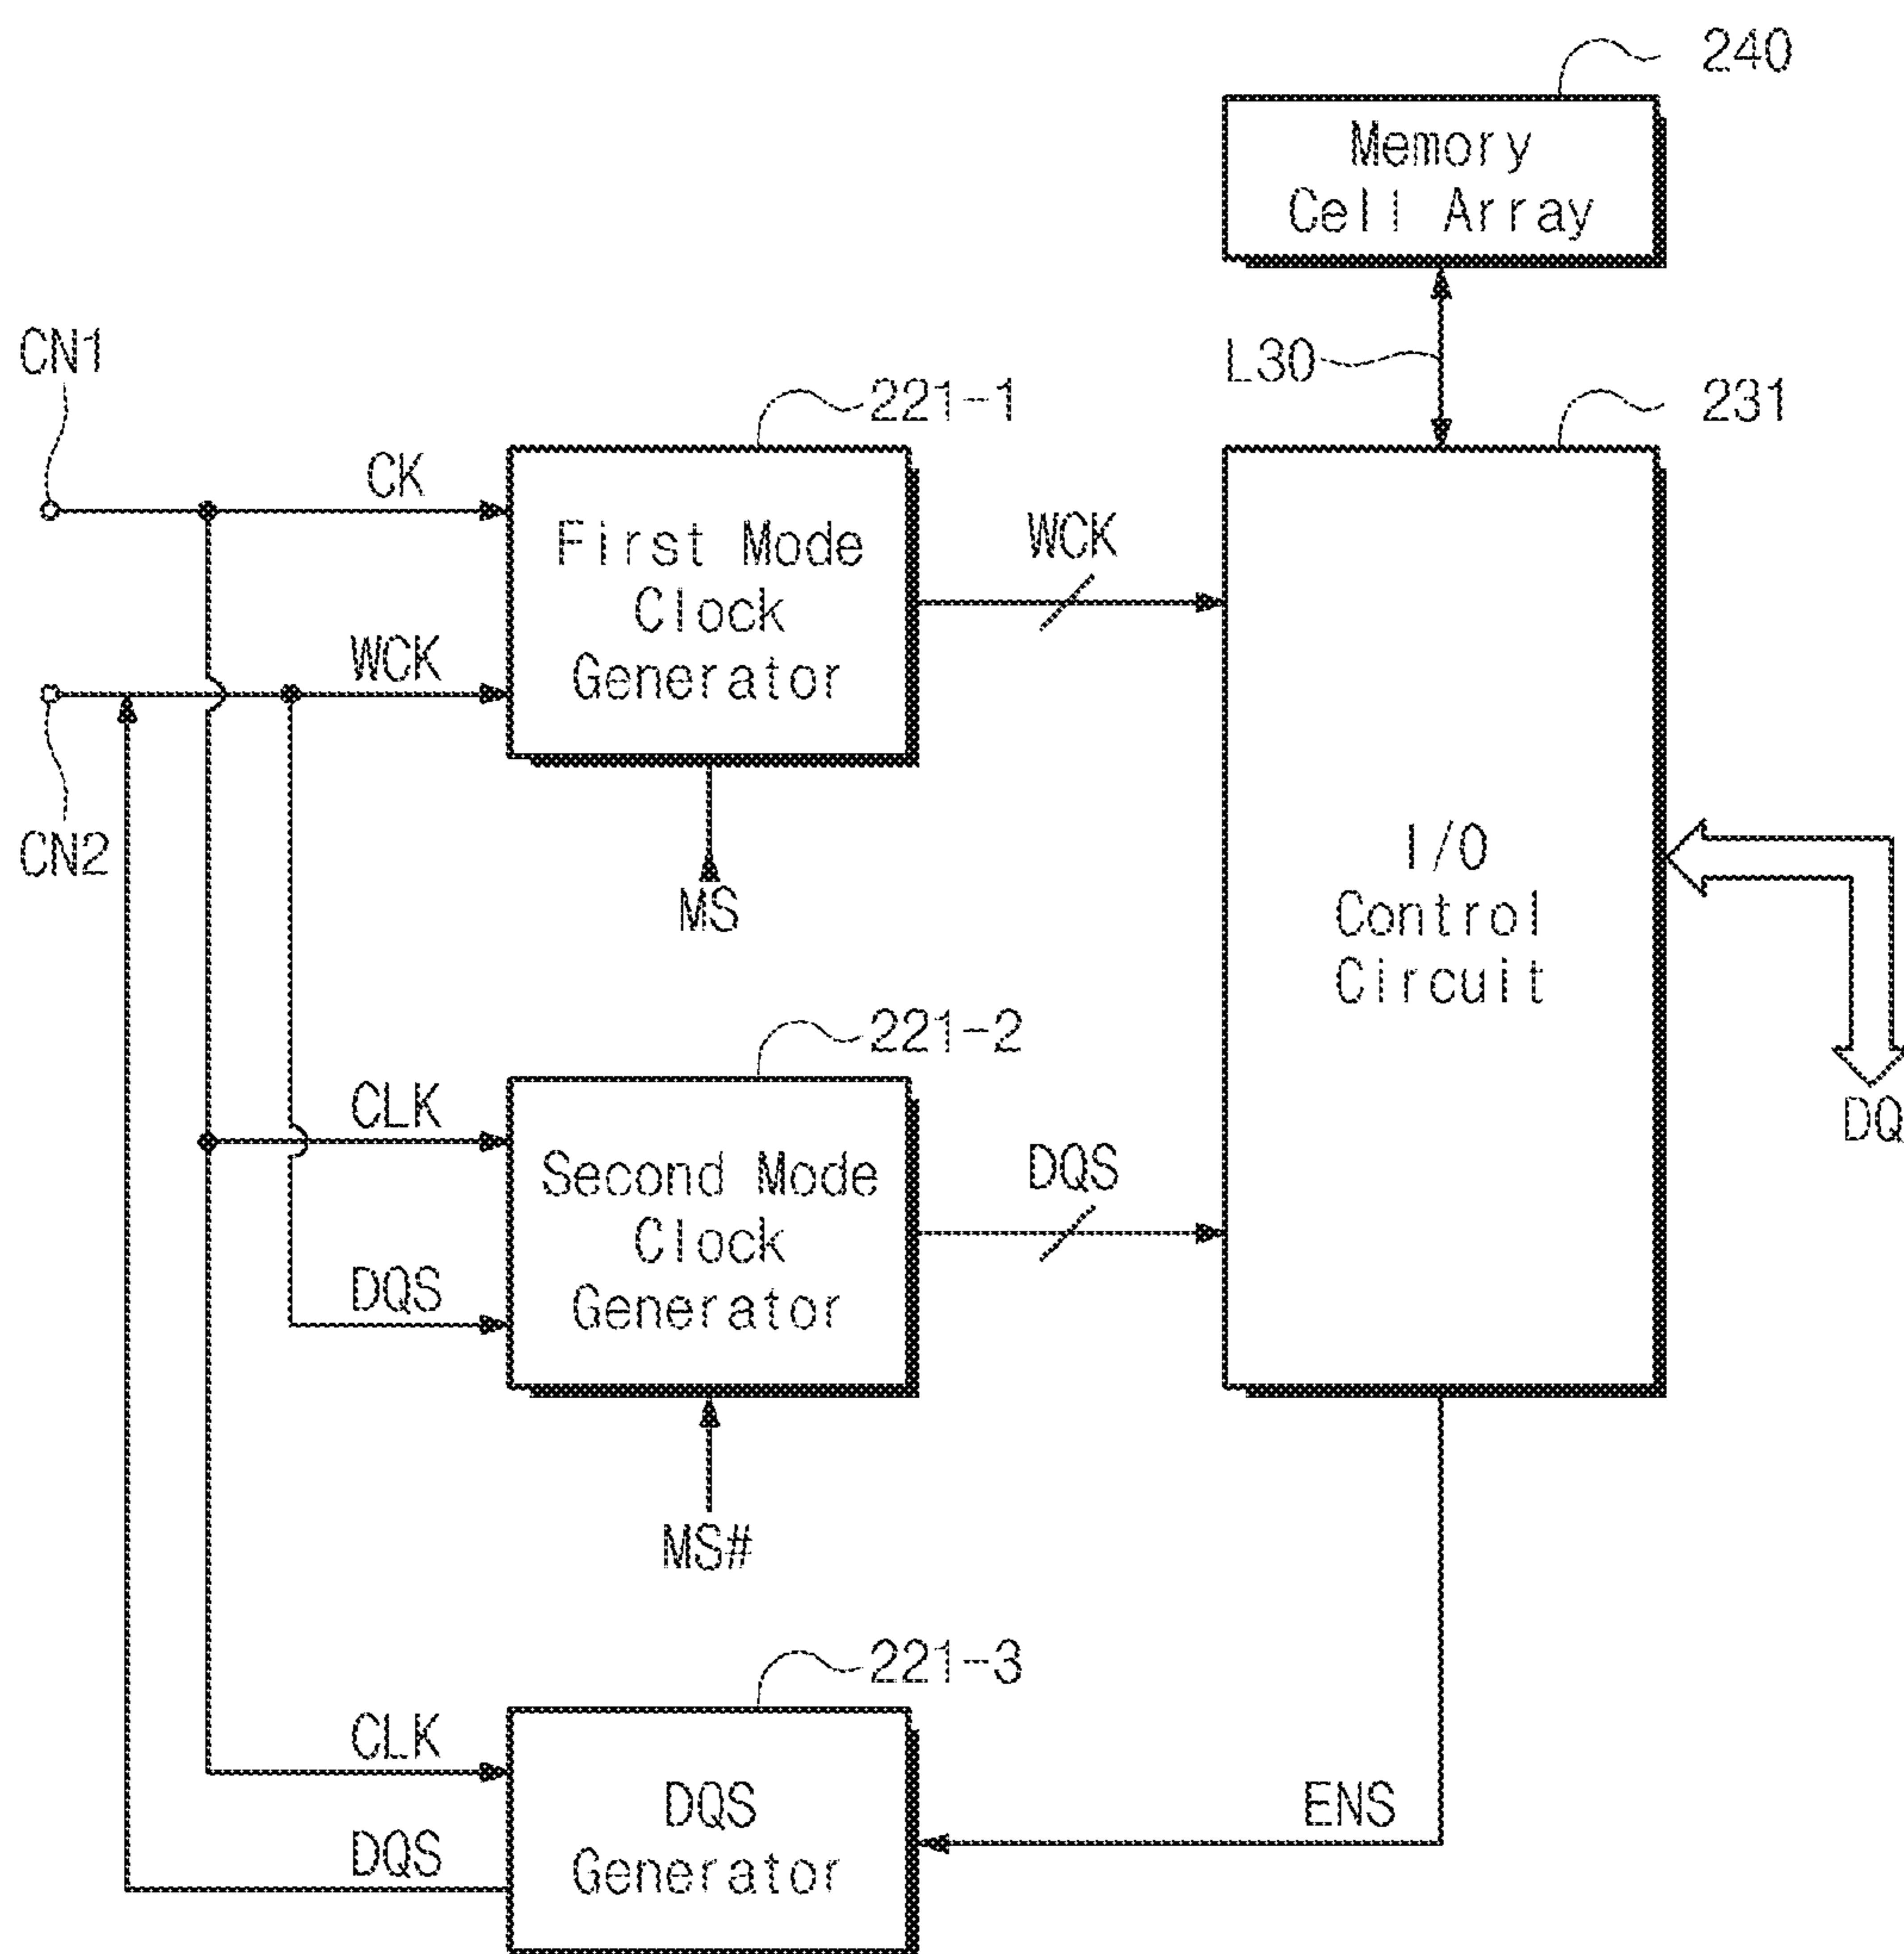 240
Memory
Cell Array
CN1
L30
221-1
231
CK
First Mode
Clock
Generator
WCK
WCK
CN2
MS
I/O
Control
Circuit
221-2
CLK
Second Mode
Clock
Generator
DQS
DQ
DQS
MS#
221-3
CLK
DQS
Generator
ENS
DQS